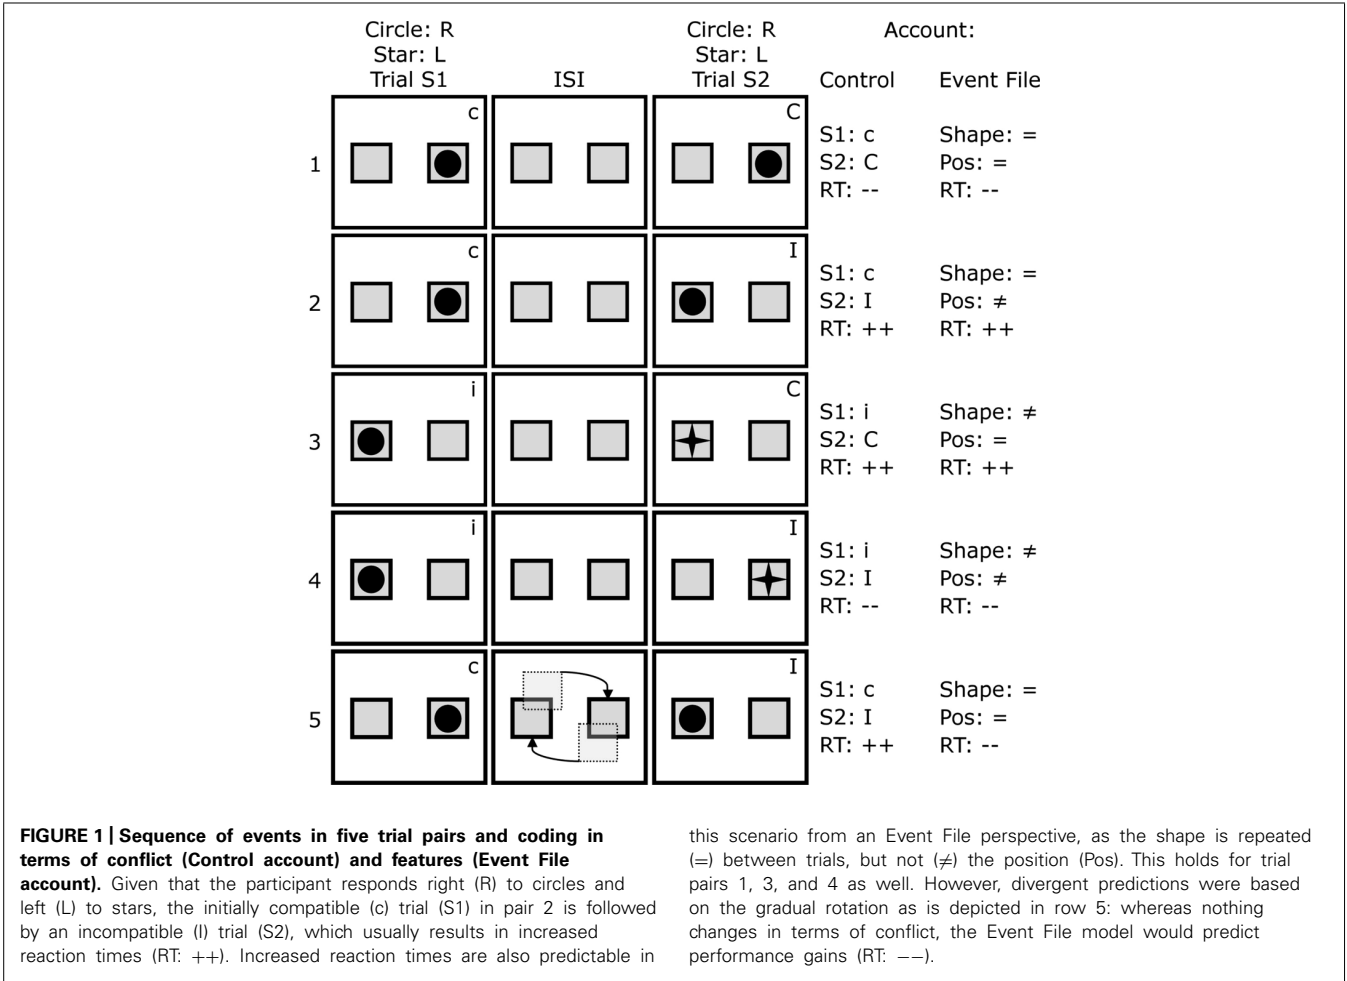 Circle: R
Star: L
Trial S1
ISI
Circle: R
Star: L
Trial S2
Account:
Control
Event File
1
c
C
S1: c
S2: C
RT: --
Shape: =
Pos: =
RT: --
2
c
I
S1: c
S2: I
RT: ++
Shape: =
Pos: ≠
RT: ++
3
i
C
S1: i
S2: C
RT: ++
Shape: ≠
Pos: =
RT: ++
4
i
I
S1: i
S2: I
RT: --
Shape: ≠
Pos: ≠
RT: --
5
c
I
S1: c
S2: I
RT: ++
Shape: =
Pos: =
RT: --
FIGURE 1 | Sequence of events in five trial pairs and coding in
terms of conflict (Control account) and features (Event File
account). Given that the participant responds right (R) to circles and
left (L) to stars, the initially compatible (c) trial (S1) in pair 2 is followed
by an incompatible (I) trial (S2), which usually results in increased
reaction times (RT: ++). Increased reaction times are also predictable in
this scenario from an Event File perspective, as the shape is repeated
(=) between trials, but not (≠) the position (Pos). This holds for trial
pairs 1, 3, and 4 as well. However, divergent predictions were based
on the gradual rotation as is depicted in row 5: whereas nothing
changes in terms of conflict, the Event File model would predict
performance gains (RT: −−).